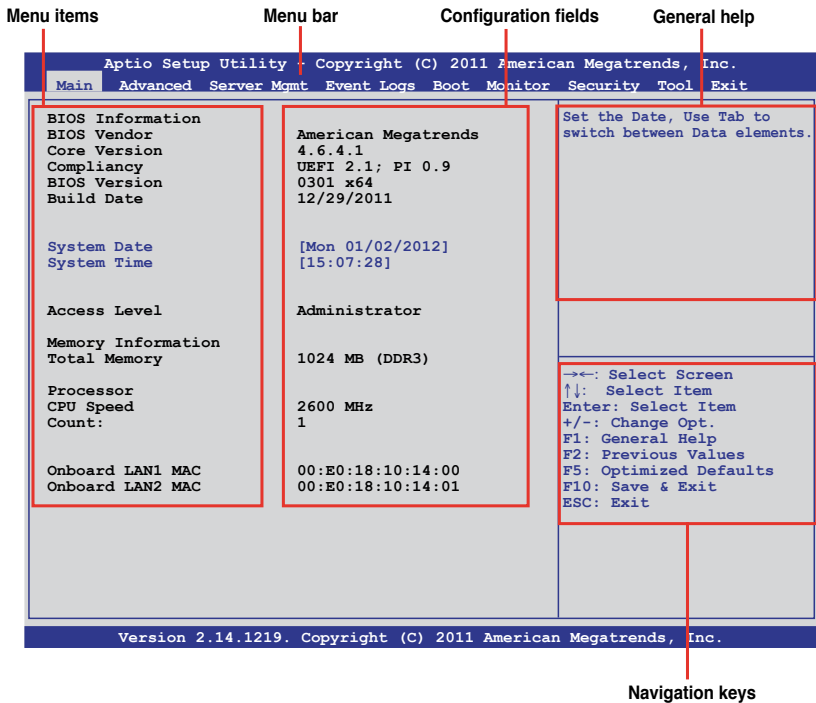 Menu items Menu bar Configuration fields General help
Aptio Setup Utility - Copyright (C) 2011 American Megatrends, Inc.
Main Advanced Server Mgmt Event Logs Boot Monitor Security Tool Exit
BIOS Information
BIOS Vendor American Megatrends
Core Version 4.6.4.1
Compliancy UEFI 2.1; PI 0.9
BIOS Version 0301 x64
Build Date 12/29/2011
System Date [Mon 01/02/2012]
System Time [15:07:28]
Access Level Administrator
Memory Information
Total Memory 1024 MB (DDR3)
Processor
CPU Speed 2600 MHz
Count: 1
Onboard LAN1 MAC 00:E0:18:10:14:00
Onboard LAN2 MAC 00:E0:18:10:14:01
Set the Date, Use Tab to
switch between Data elements.
→←: Select Screen
↑↓: Select Item
Enter: Select Item
+/-: Change Opt.
F1: General Help
F2: Previous Values
F5: Optimized Defaults
F10: Save & Exit
ESC: Exit
Version 2.14.1219. Copyright (C) 2011 American Megatrends, Inc.
Navigation keys